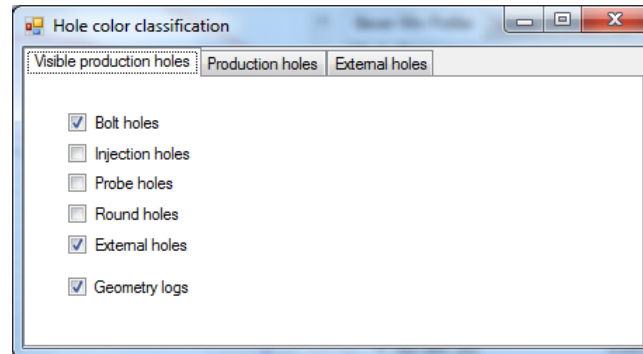 Hole color classification
Visible production holes Production holes External holes
Bolt holes
Injection holes
Probe holes
Round holes
External holes
Geometry logs